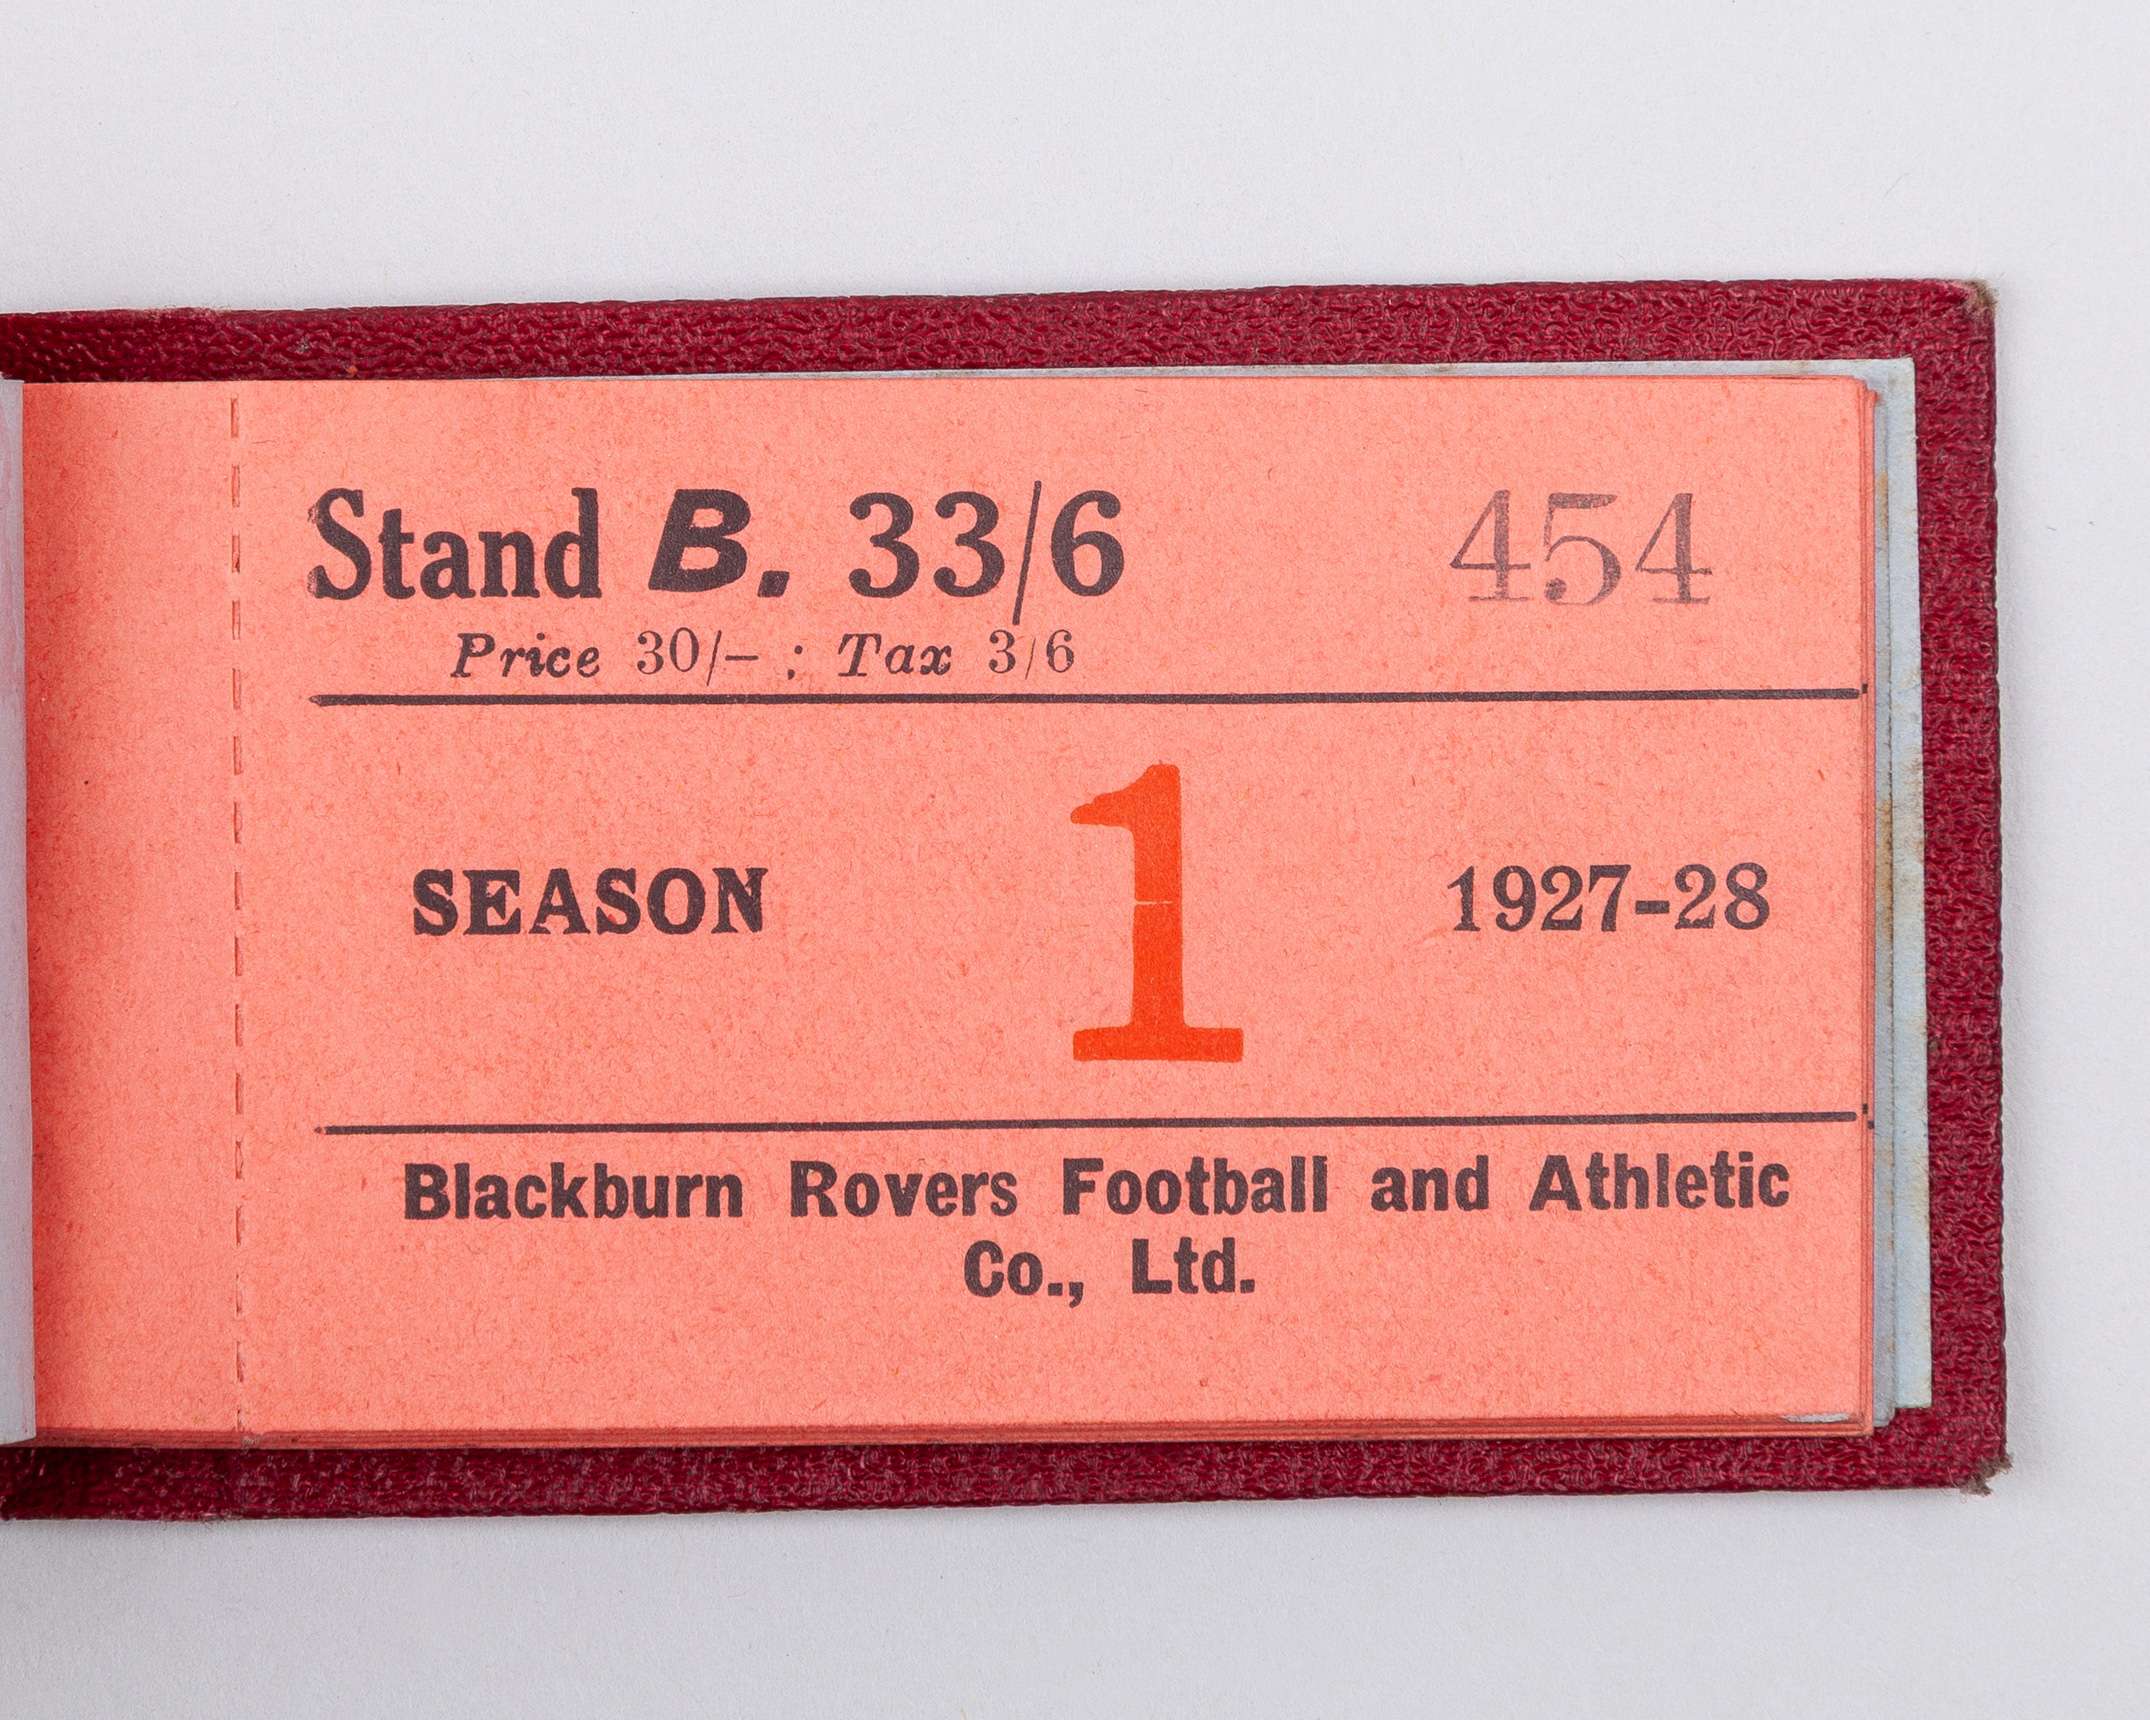 Stand B. 33/6 454
Price 30/- : Tax 3/6
SEASON 1 1927-28
Blackburn Rovers Football and Athletic
Co., Ltd.